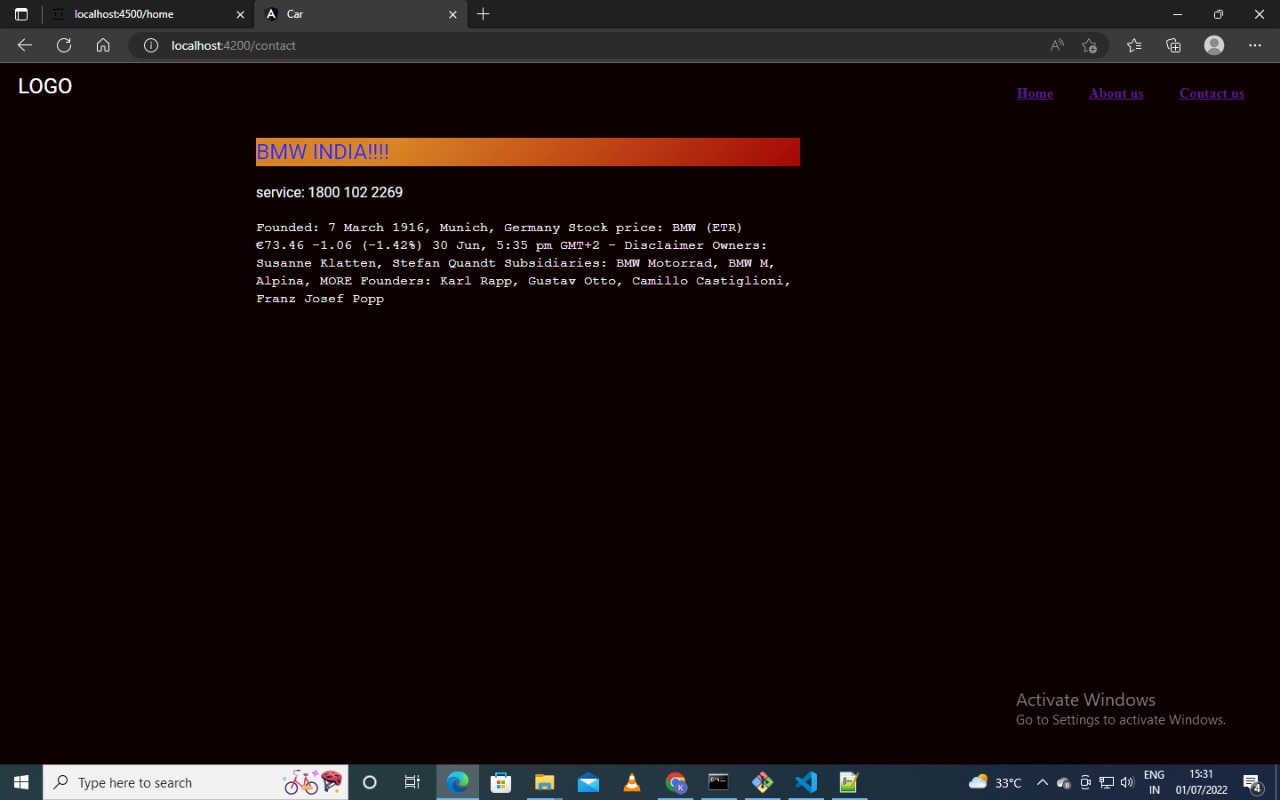 localhost:4500/home
Car
localhost:4200/contact
LOGO
Home About us Contact us
BMW INDIA!!!!
service: 1800 102 2269
Founded: 7 March 1916, Munich, Germany Stock price: BMW (ETR)
€73.46 -1.06 (-1.42%) 30 Jun, 5:35 pm GMT+2 - Disclaimer Owners:
Susanne Klatten, Stefan Quandt Subsidiaries: BMW Motorrad, BMW M,
Alpina, MORE Founders: Karl Rapp, Gustav Otto, Camillo Castiglioni,
Franz Josef Popp
Activate Windows
Go to Settings to activate Windows.
Type here to search
33°C
ENG
IN
15:31
01/07/2022
4